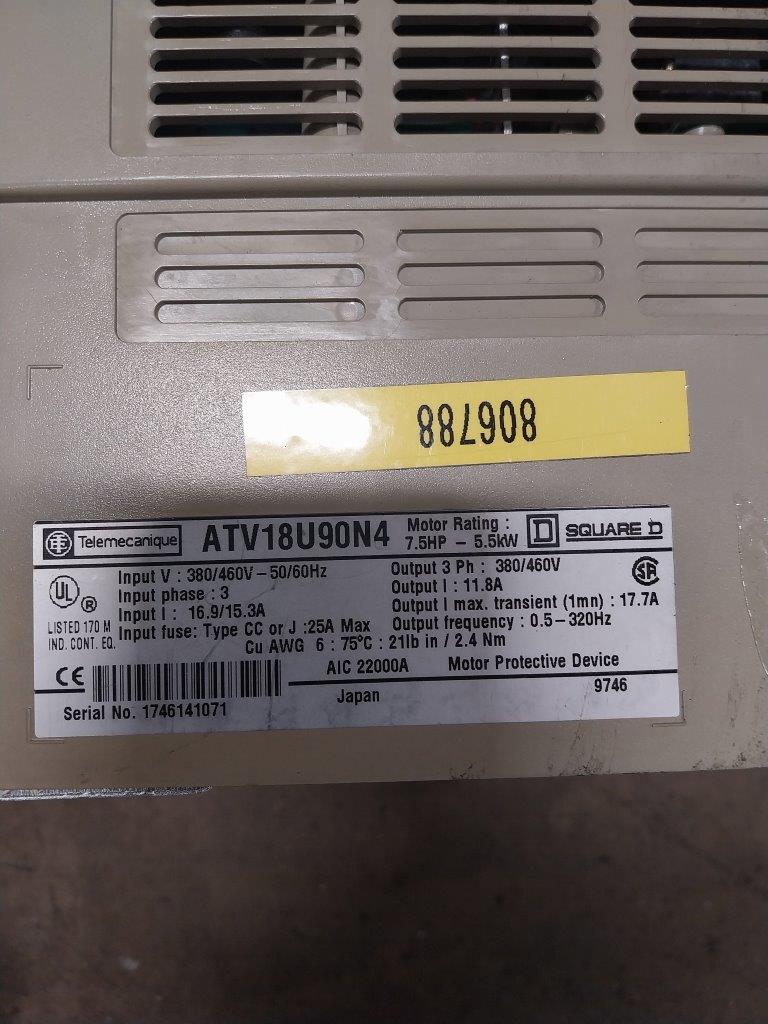 806788
Telemecanique ATV18U90N4 Motor Rating : 7.5HP – 5.5kW SQUARE D
UL ® LISTED 170 M IND. CONT. EQ.
Input V : 380/460V – 50/60Hz
Input phase : 3
Input I : 16.9/15.3A
Input fuse: Type CC or J :25A Max
Output 3 Ph : 380/460V
Output I : 11.8A
Output I max. transient (1mn) : 17.7A
Output frequency : 0.5 – 320Hz
SA
Cu AWG 6 : 75°C : 21lb in / 2.4 Nm
CE
AIC 22000A Motor Protective Device
Serial No. 1746141071
Japan
9746